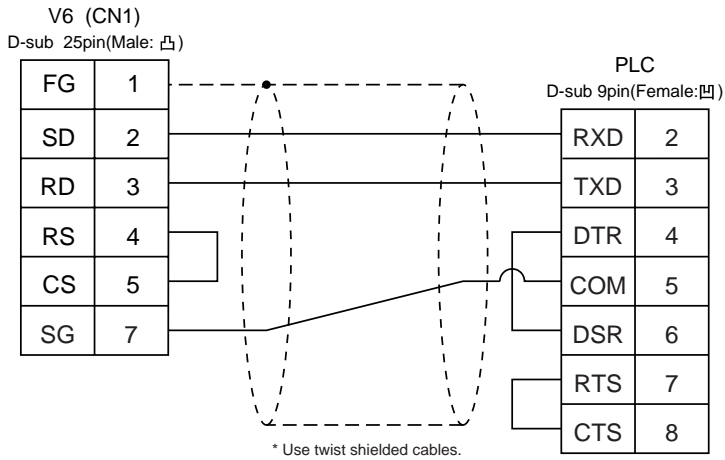 V6 (CN1)
D-sub 25pin(Male: 凸)
FG 1
SD 2
RD 3
RS 4
CS 5
SG 7
PLC
D-sub 9pin(Female:凹)
RXD 2
TXD 3
DTR 4
COM 5
DSR 6
RTS 7
CTS 8
* Use twist shielded cables.